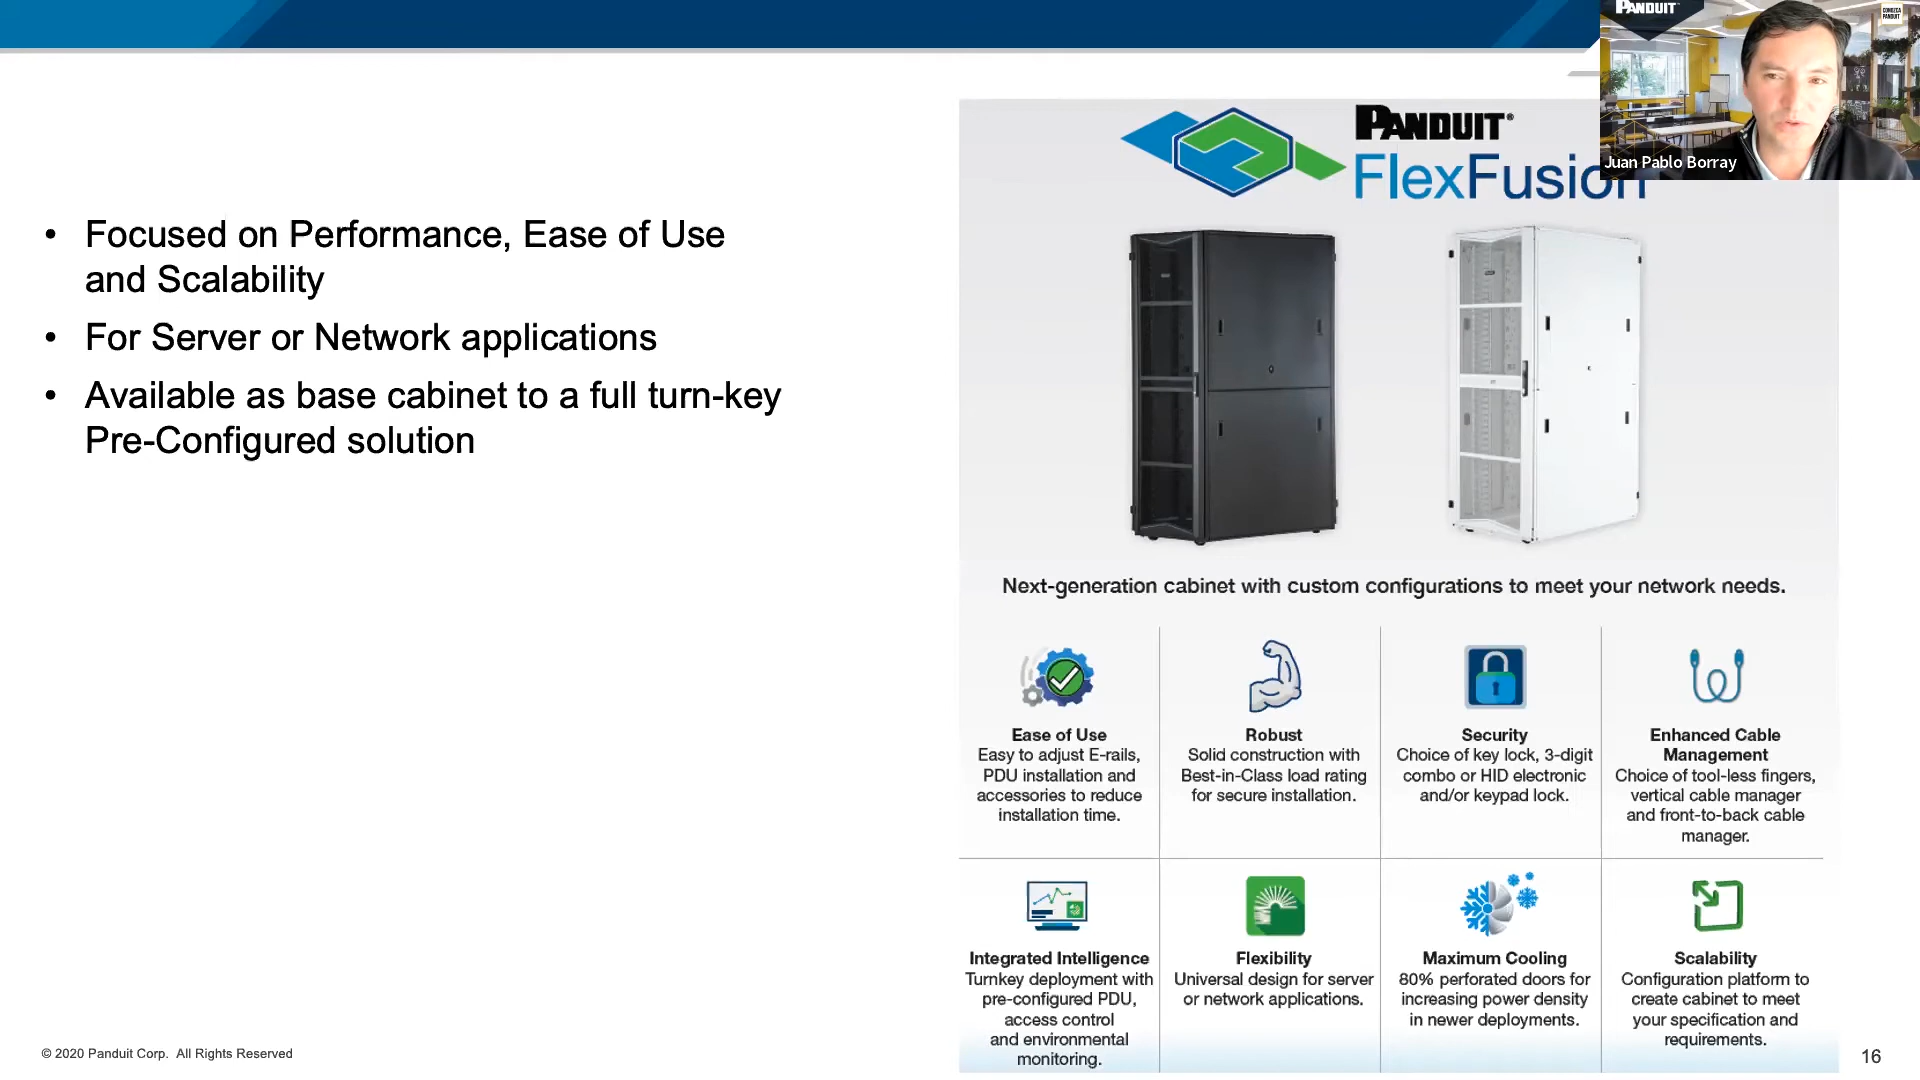 PANDUIT™
CONOZCA
PANDUIT
Juan Pablo Borray
• Focused on Performance, Ease of Use
and Scalability
• For Server or Network applications
• Available as base cabinet to a full turn-key
Pre-Configured solution
PANDUIT®
FlexFusion
Next-generation cabinet with custom configurations to meet your network needs.
Ease of Use
Easy to adjust E-rails,
PDU installation and
accessories to reduce
installation time.
Robust
Solid construction with
Best-in-Class load rating
for secure installation.
Security
Choice of key lock, 3-digit
combo or HID electronic
and/or keypad lock.
Enhanced Cable
Management
Choice of tool-less fingers,
vertical cable manager
and front-to-back cable
manager.
Integrated Intelligence
Turnkey deployment with
pre-configured PDU,
access control
and environmental
monitoring.
Flexibility
Universal design for server
or network applications.
Maximum Cooling
80% perforated doors for
increasing power density
in newer deployments.
Scalability
Configuration platform to
create cabinet to meet
your specification and
requirements.
© 2020 Panduit Corp. All Rights Reserved
16